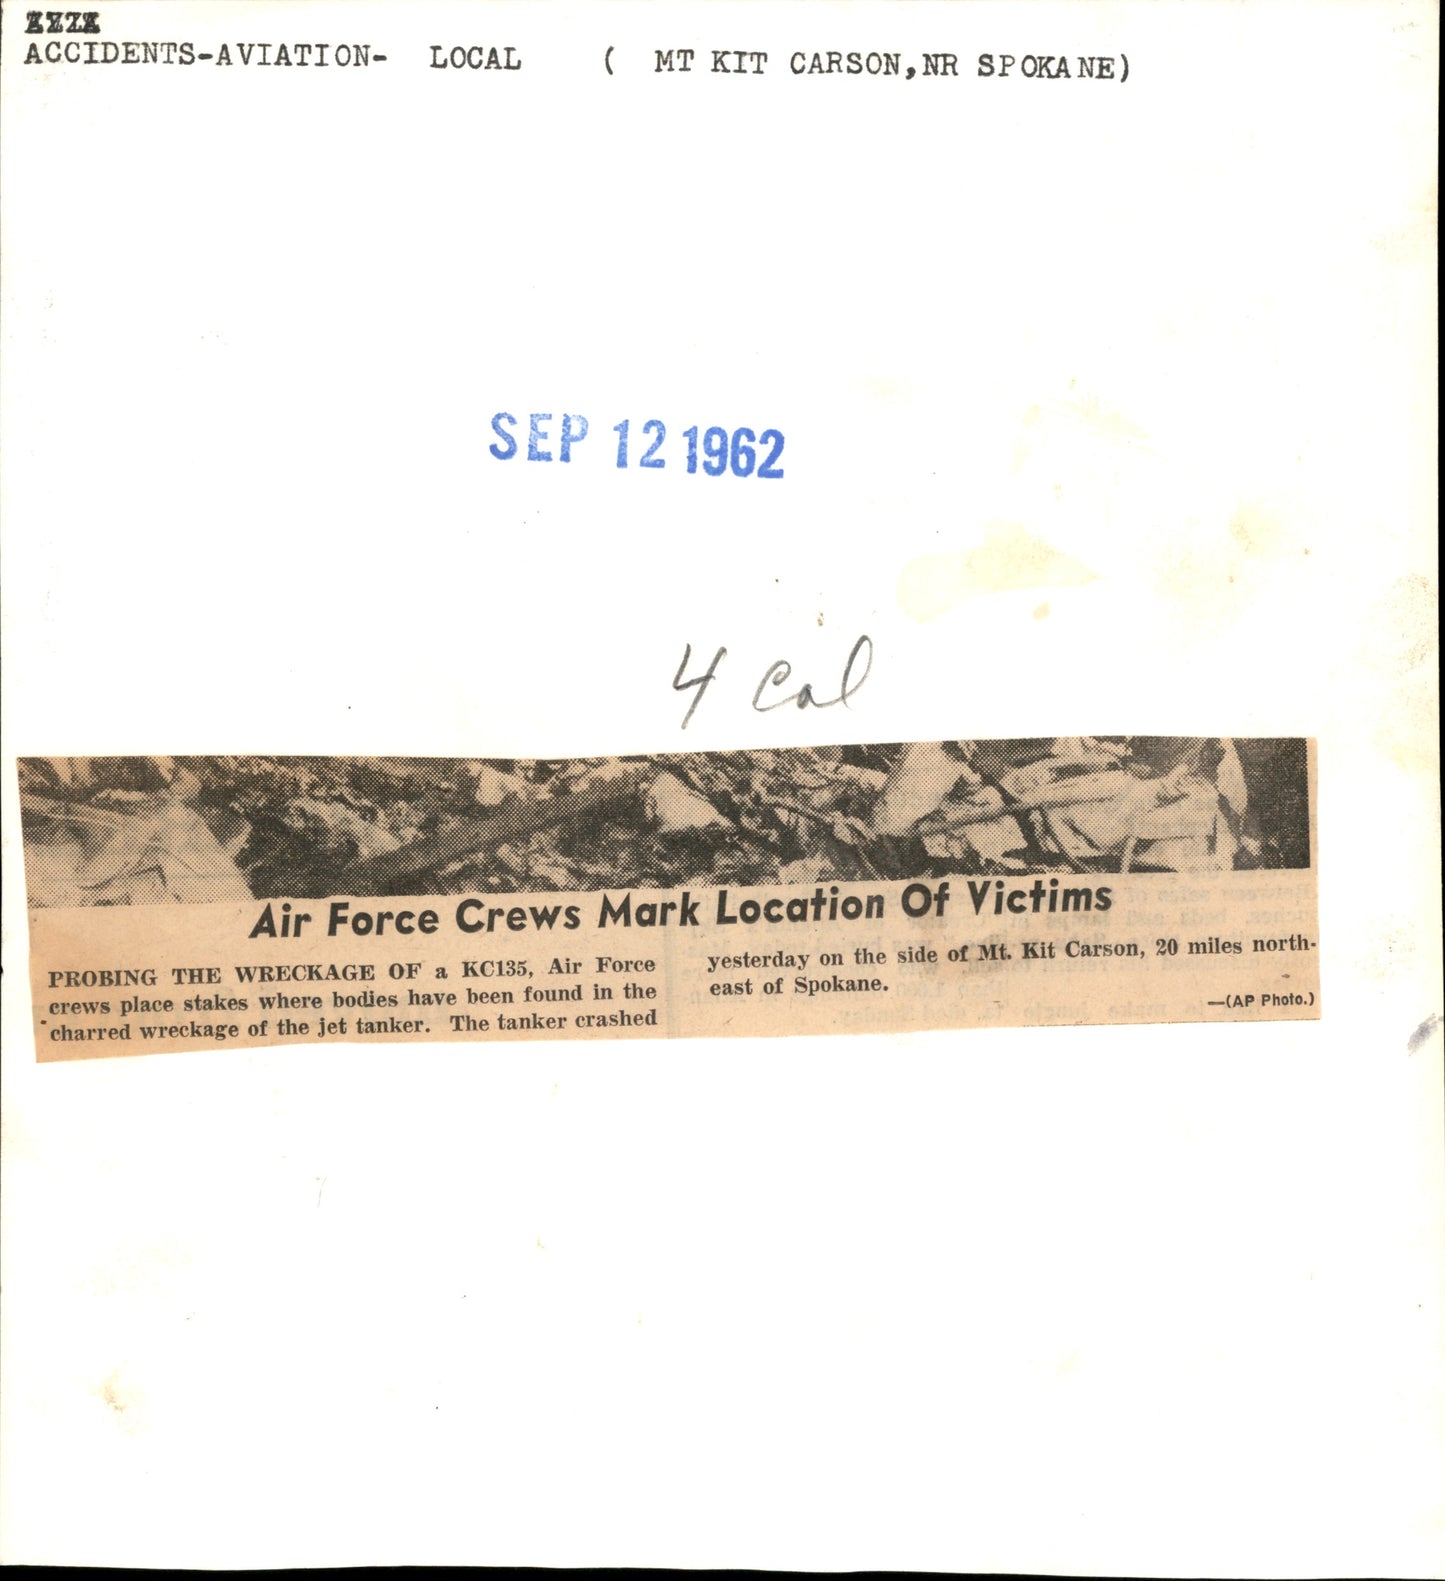 ACCIDENTS-AVIATION- LOCAL ( MT KIT CARSON,NR SPOKANE)
SEP 12 1962
4 Col
Air Force Crews Mark Location Of Victims
PROBING THE WRECKAGE OF a KC135, Air Force
crews place stakes where bodies have been found in the
charred wreckage of the jet tanker. The tanker crashed
yesterday on the side of Mt. Kit Carson, 20 miles north-
east of Spokane.
—(AP Photo.)